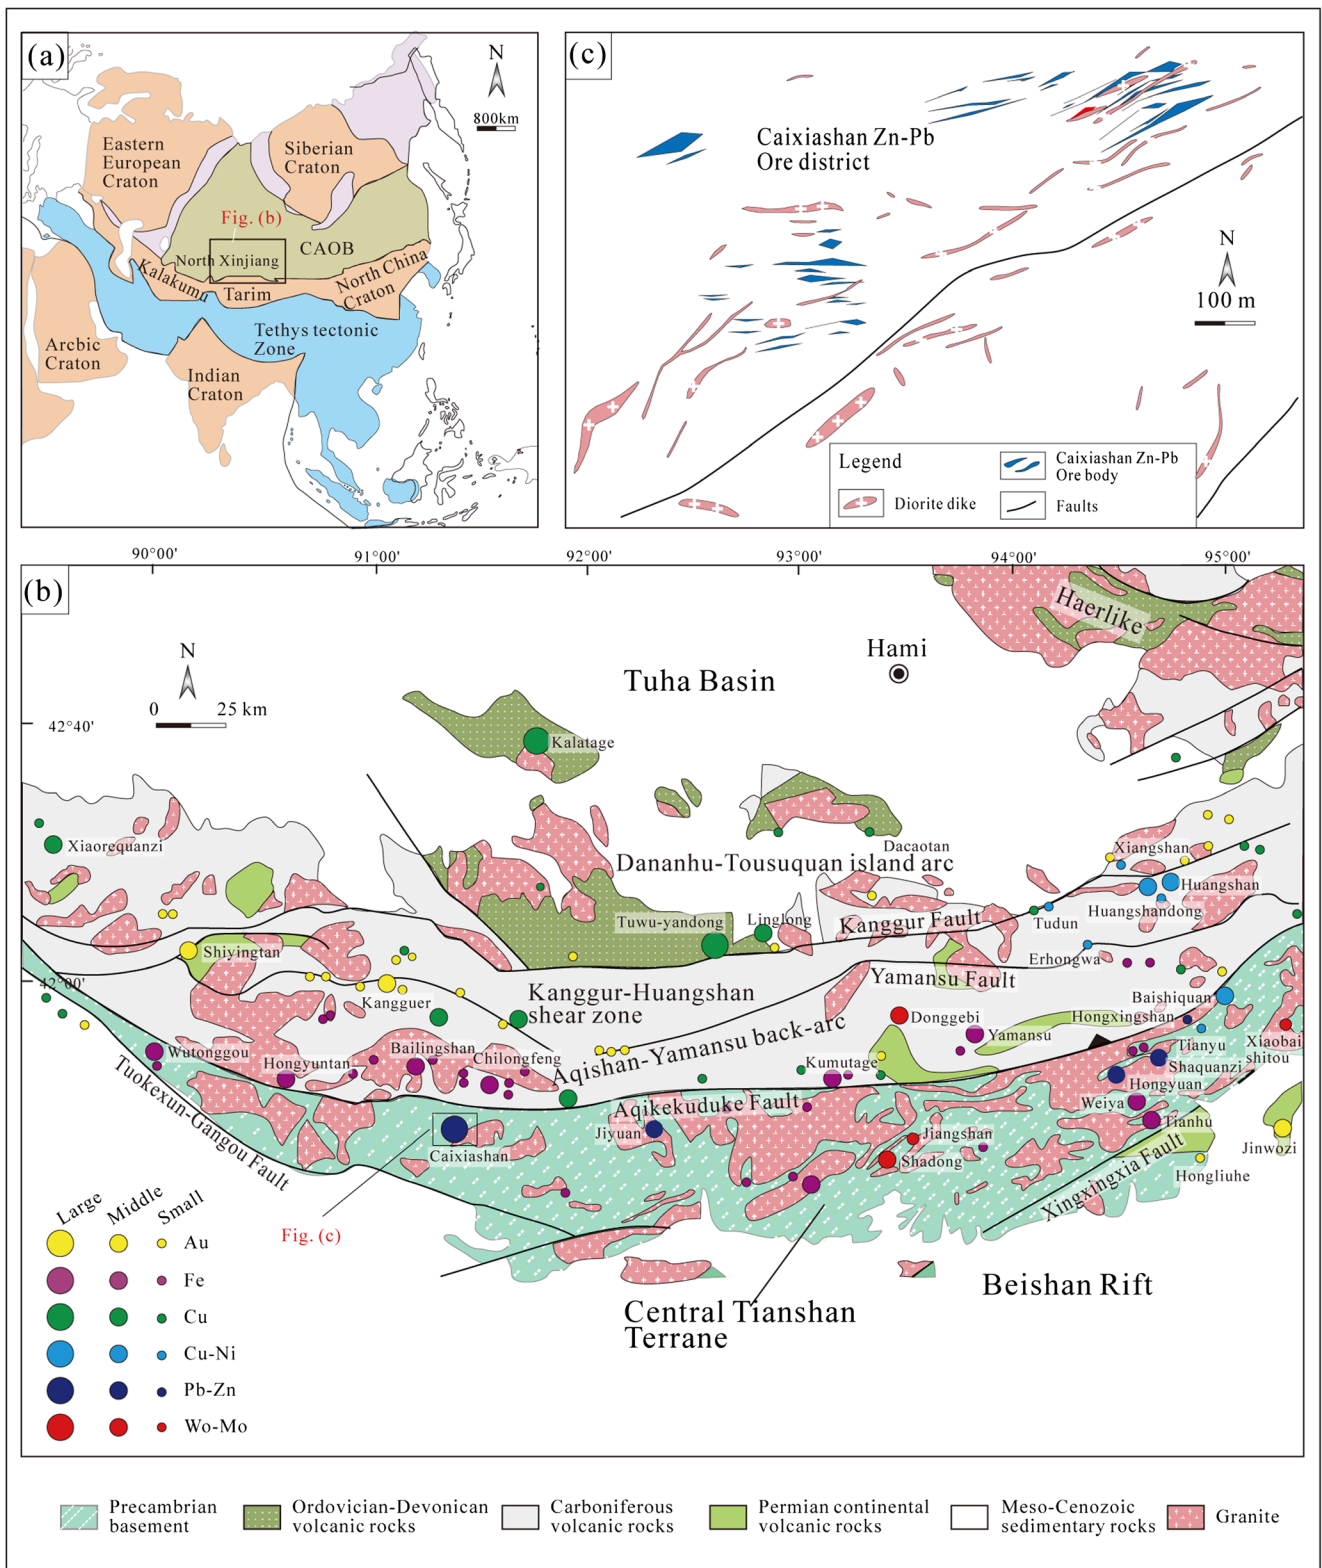 (a)
N
800km
Eastern
European
Craton
Siberian
Craton
Fig. (b)
CAOB
North Xinjiang
Kalakumu
Tarim
North China
Craton
Tethys tectonic
Zone
Arcbic
Craton
Indian
Craton
(c)
Caixiashan Zn-Pb
Ore district
N
100 m
Legend
Caixiashan Zn-Pb
Ore body
Diorite dike
Faults
90°00'
91°00'
92°00'
93°00'
94°00'
95°00'
(b)
Haerlike
Hami
N
Tuha Basin
0 25 km
42°40'
Kalatage
Xiaorequanzi
Dacaotan
Xiangshan
Dananhu-Tousuquan island arc
Huangshan
Huangshandong
Tuwu-yandong
Linglong
Kanggur Fault
Tudun
Shiyingtan
Erhongwa
Yamansu Fault
42°00'
Kangguer
Kanggur-Huangshan
shear zone
Baishiquan
Hongxingshan
Donggebi
Yamansu
Aqishan-Yamansu back-arc
Xiaobai
shitou
Tianyu
Wutonggou
Hongyuntan
Bailingshan
Chilongfeng
Kumutage
Shaquanzi
Hongyuan
Tuokexun-Gangou Fault
Aqikekuduke Fault
Weiya
Tianhu
Jiyuan
Jiangshan
Caixiashan
Shadong
Xingxingxia Fault
Jinwozi
Hongliuhe
Fig. (c)
Large
Middle
Small
Au
Fe
Cu
Cu-Ni
Pb-Zn
Wo-Mo
Beishan Rift
Central Tianshan
Terrane
Precambrian
basement
Ordovician-Devonican
volcanic rocks
Carboniferous
volcanic rocks
Permian continental
volcanic rocks
Meso-Cenozoic
sedimentary rocks
Granite